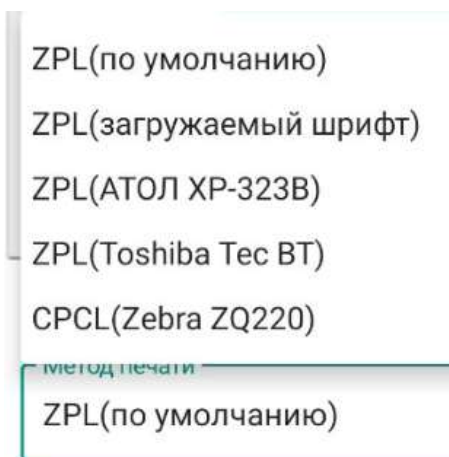 ZPL(по умолчанию)
ZPL(загружаемый шрифт)
ZPL(АТОЛ XP-323B)
ZPL(Toshiba Tec BT)
CPCL(Zebra ZQ220)
Метод печати
ZPL(по умолчанию)